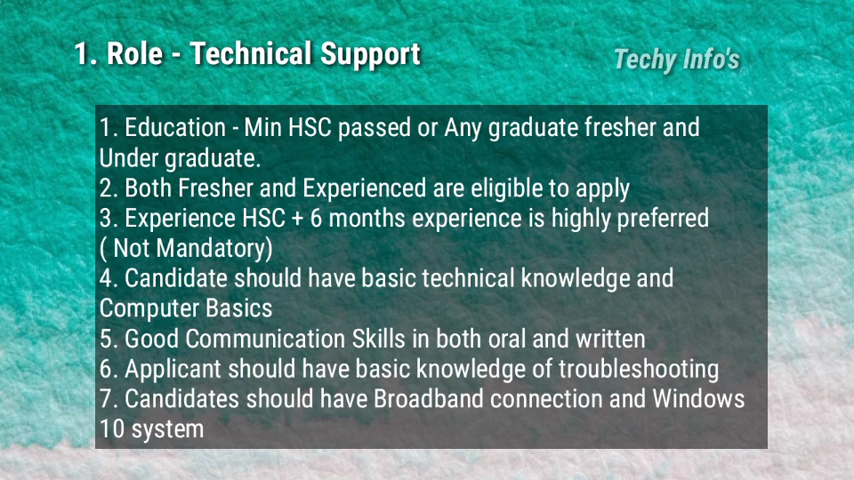 1. Role - Technical Support
Techy Info's
1. Education - Min HSC passed or Any graduate fresher and
Under graduate.
2. Both Fresher and Experienced are eligible to apply
3. Experience HSC + 6 months experience is highly preferred
( Not Mandatory)
4. Candidate should have basic technical knowledge and
Computer Basics
5. Good Communication Skills in both oral and written
6. Applicant should have basic knowledge of troubleshooting
7. Candidates should have Broadband connection and Windows
10 system